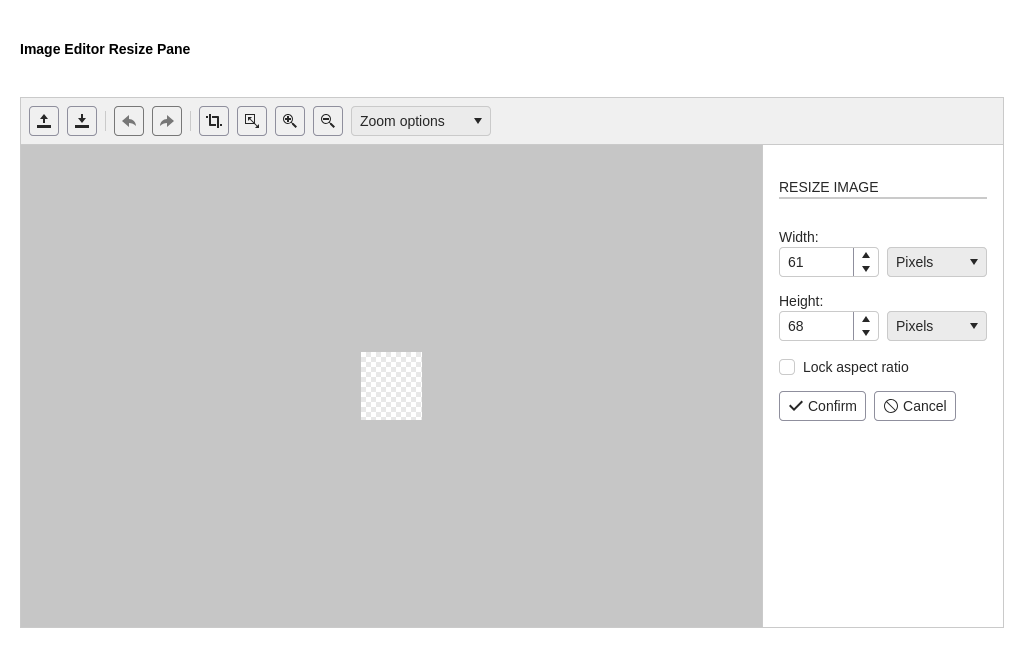 Image Editor Resize Pane
Zoom options
RESIZE IMAGE
Width:
61 Pixels
Height:
68 Pixels
Lock aspect ratio
Confirm Cancel